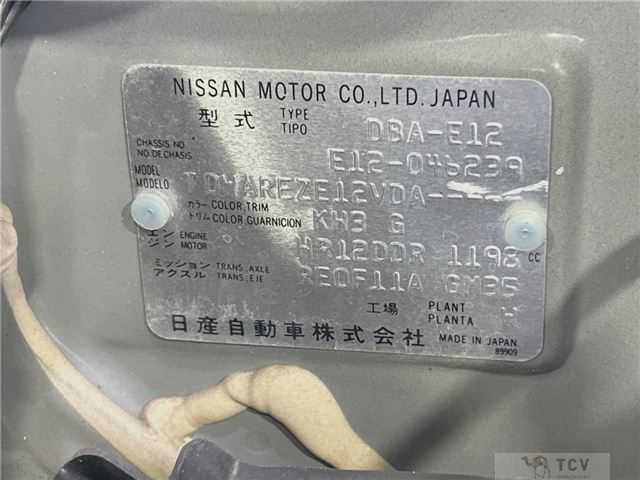 NISSAN MOTOR CO.,LTD. JAPAN
型式 TYPE TIPO DBA-E12
CHASSIS NO. NO.DE CHASIS E12-046239
MODEL MODELO
カラー COLOR, TRIM トリム COLOR, GUARNICION KH3 G
エンジン ENGINE MOTOR HR12DDR 1198 CC
ミッション TRANS. AXLE アクスル TRANS. EJE RE0F11A
工場 PLANT PLANTA
日産自動車株式会社 MADE IN JAPAN
89909
TCV